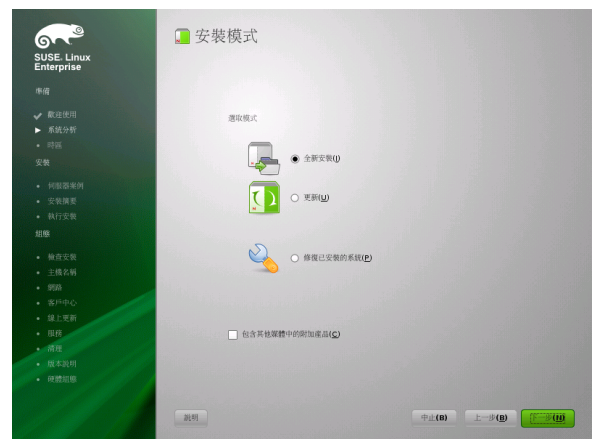 SUSE. Linux
Enterprise
準備
歡迎使用
系統分析
時區
安裝
伺服器案例
安裝摘要
執行安裝
組態
檢查安裝
主機名稱
網路
客戶中心
線上更新
服務
清理
版本說明
硬體組態
安裝模式
選取模式
全新安裝(I)
更新(U)
修復已安裝的系統(P)
包含其他媒體中的附加產品(C)
說明
中止(R)
上一步(B)
下一步(N)